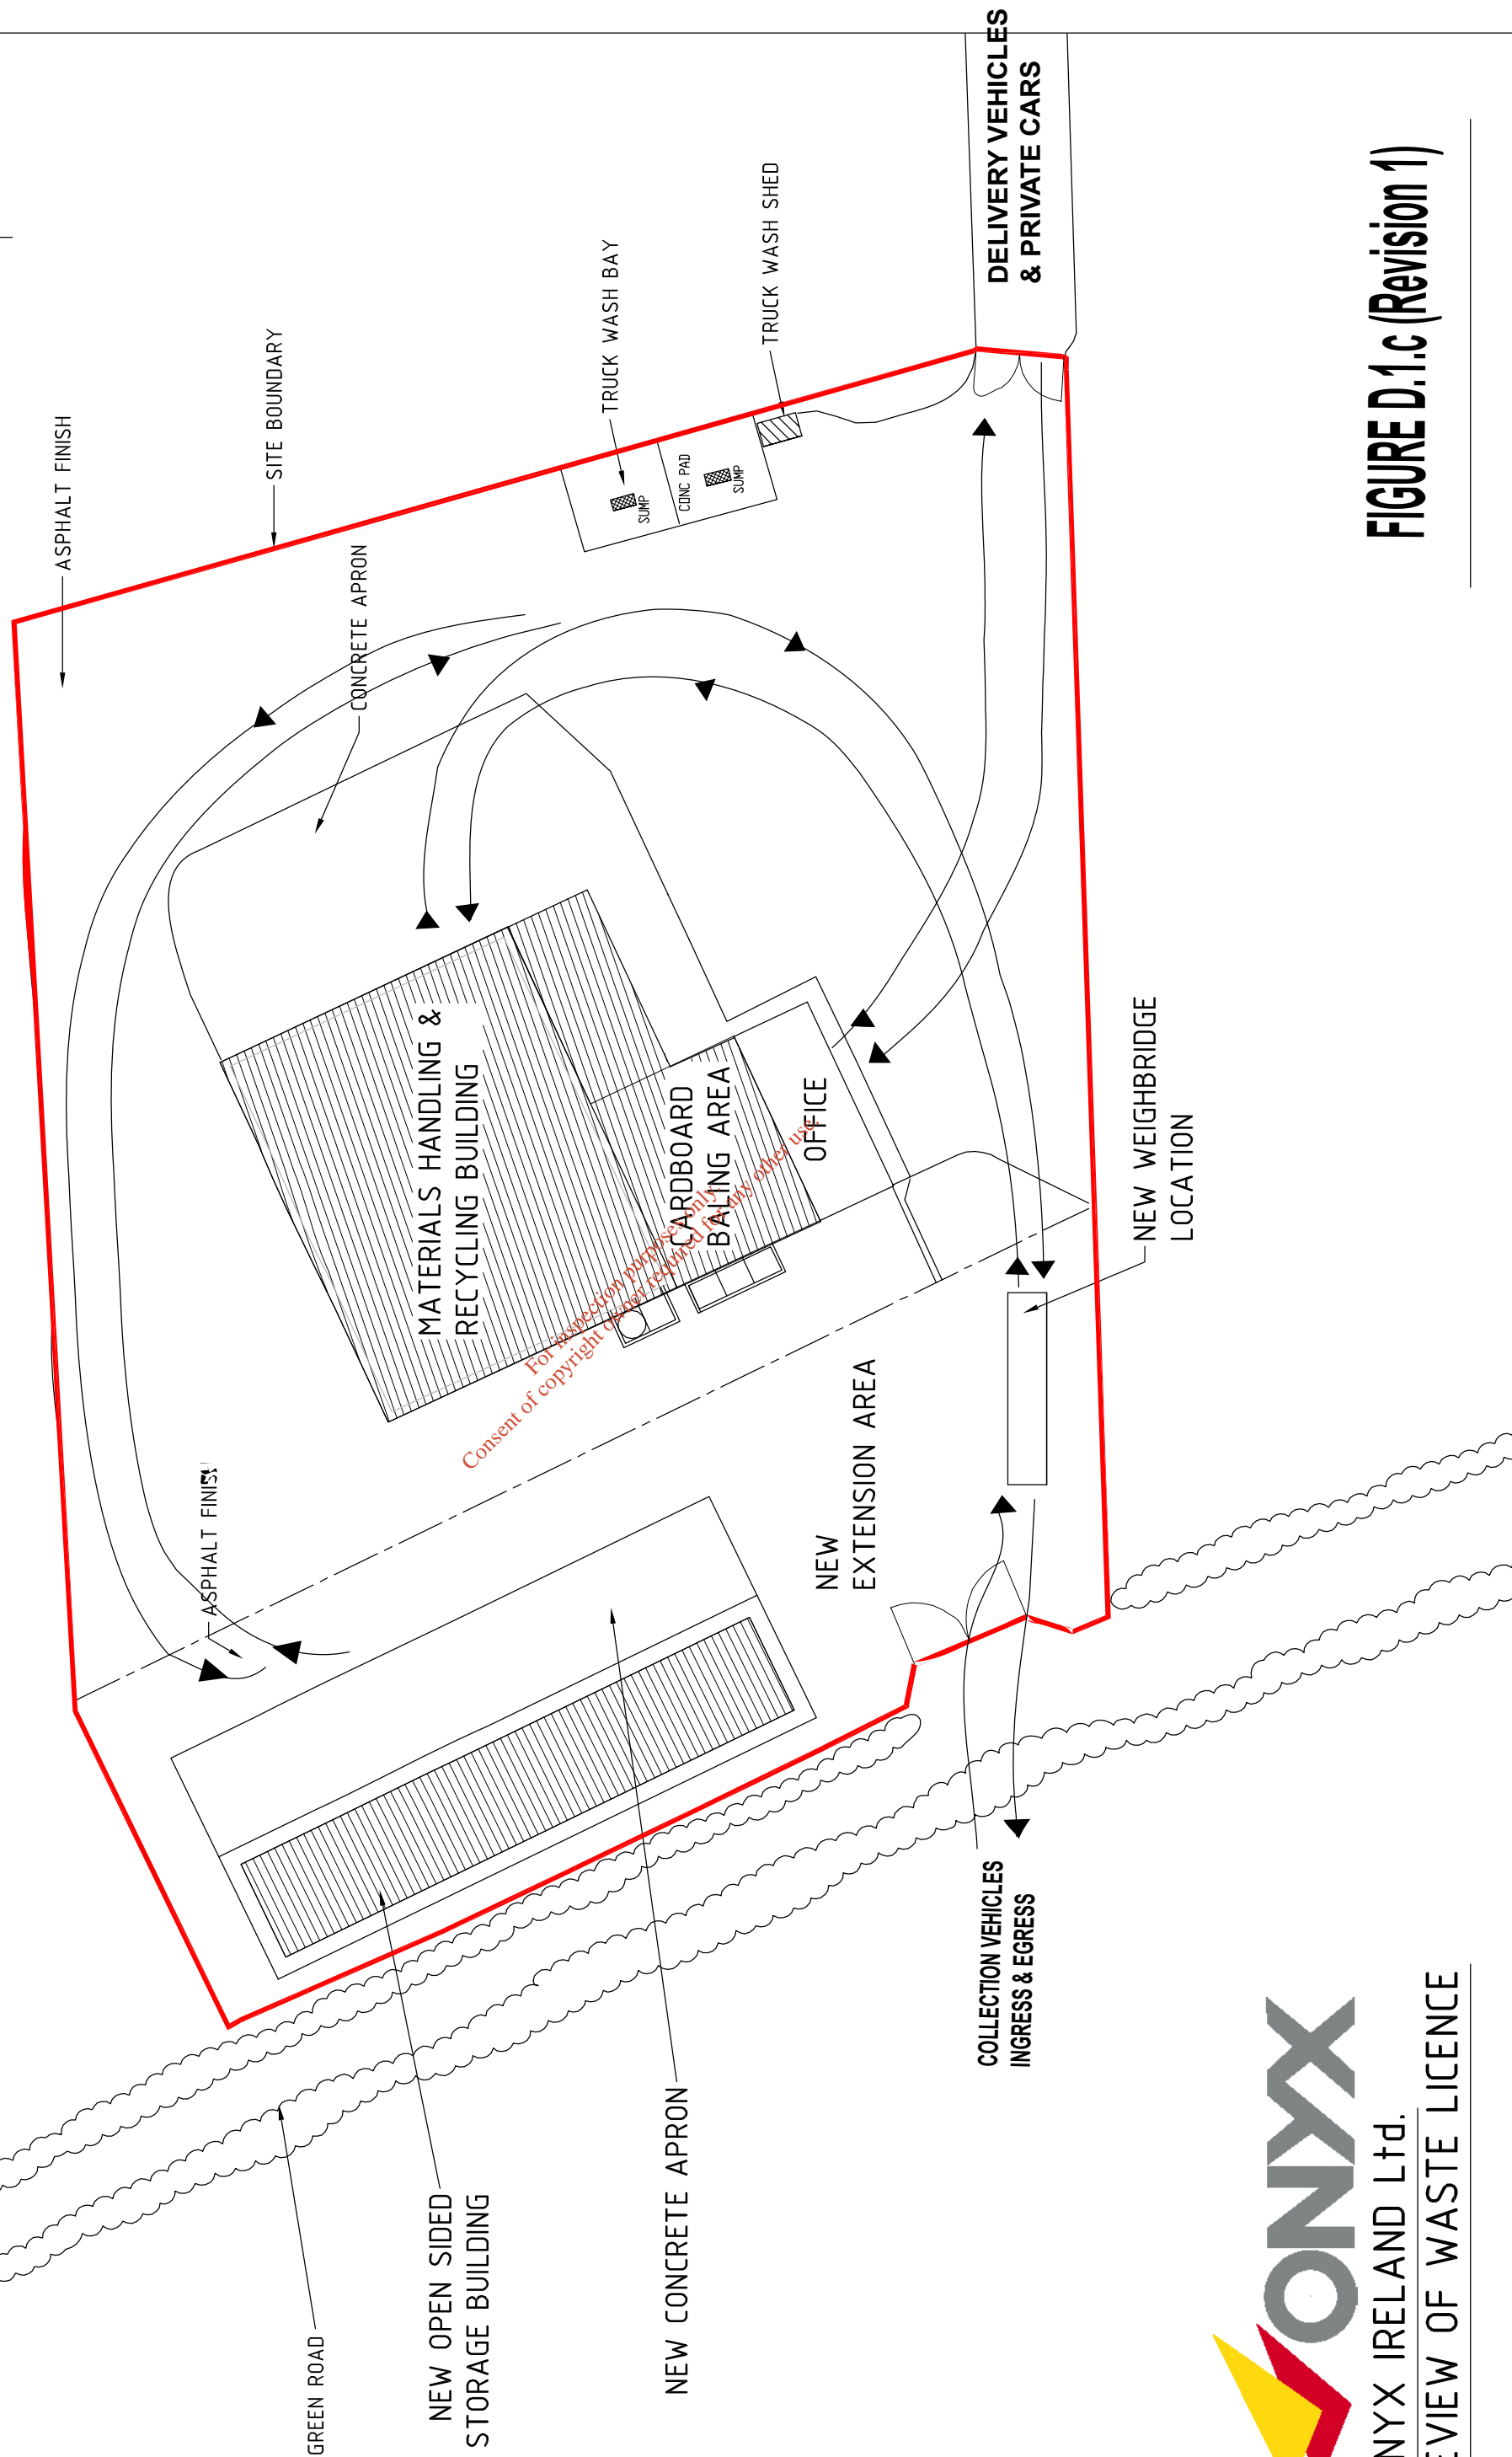 ASPHALT FINISH
SITE BOUNDARY
CONCRETE APRON
TRUCK WASH BAY
TRUCK WASH SHED
SUMP
CONC PAD
SUMP
DELIVERY VEHICLES
& PRIVATE CARS
MATERIALS HANDLING &
RECYCLING BUILDING
CARDBOARD
BALING AREA
OFFICE
NEW WEIGHBRIDGE
LOCATION
ASPHALT FINISH
NEW
EXTENSION AREA
For inspection purposes only.
Consent of copyright owner required for any other use.
COLLECTION VEHICLES
INGRESS & EGRESS
GREEN ROAD
NEW OPEN SIDED
STORAGE BUILDING
NEW CONCRETE APRON
ONYX
NYX IRELAND Ltd.
EVIEW OF WASTE LICENCE
FIGURE D.1.c (Revision 1)